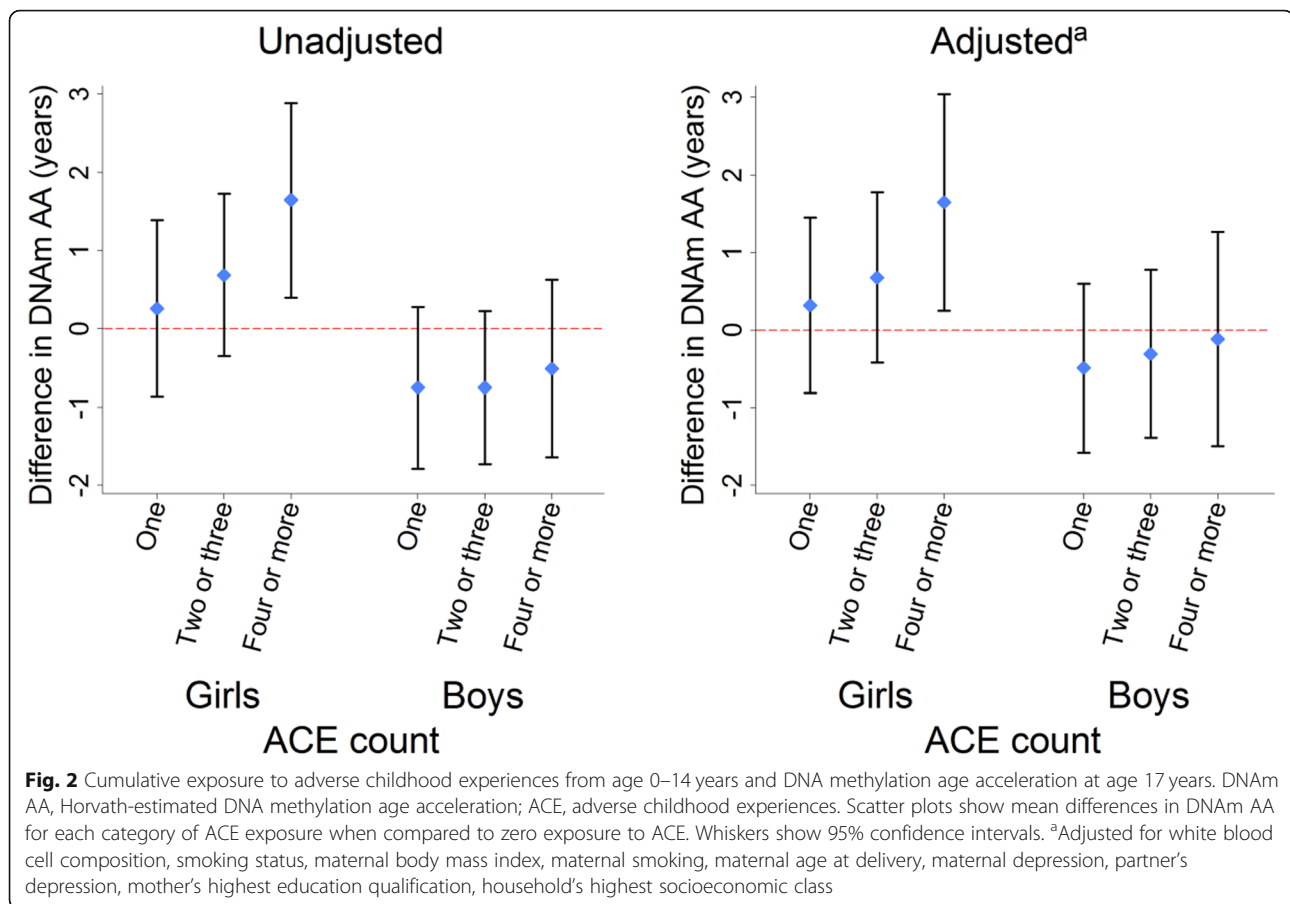 Unadjusted
Difference in DNAm AA (years)
3
2
1
0
-1
-2
One
Two or three
Four or more
One
Two or three
Four or more
Girls
Boys
ACE count
Adjustedᵃ
Difference in DNAm AA (years)
3
2
1
0
-1
-2
One
Two or three
Four or more
One
Two or three
Four or more
Girls
Boys
ACE count
Fig. 2 Cumulative exposure to adverse childhood experiences from age 0–14 years and DNA methylation age acceleration at age 17 years. DNAm
AA, Horvath-estimated DNA methylation age acceleration; ACE, adverse childhood experiences. Scatter plots show mean differences in DNAm AA
for each category of ACE exposure when compared to zero exposure to ACE. Whiskers show 95% confidence intervals. ᵃAdjusted for white blood
cell composition, smoking status, maternal body mass index, maternal smoking, maternal age at delivery, maternal depression, partner's
depression, mother's highest education qualification, household's highest socioeconomic class